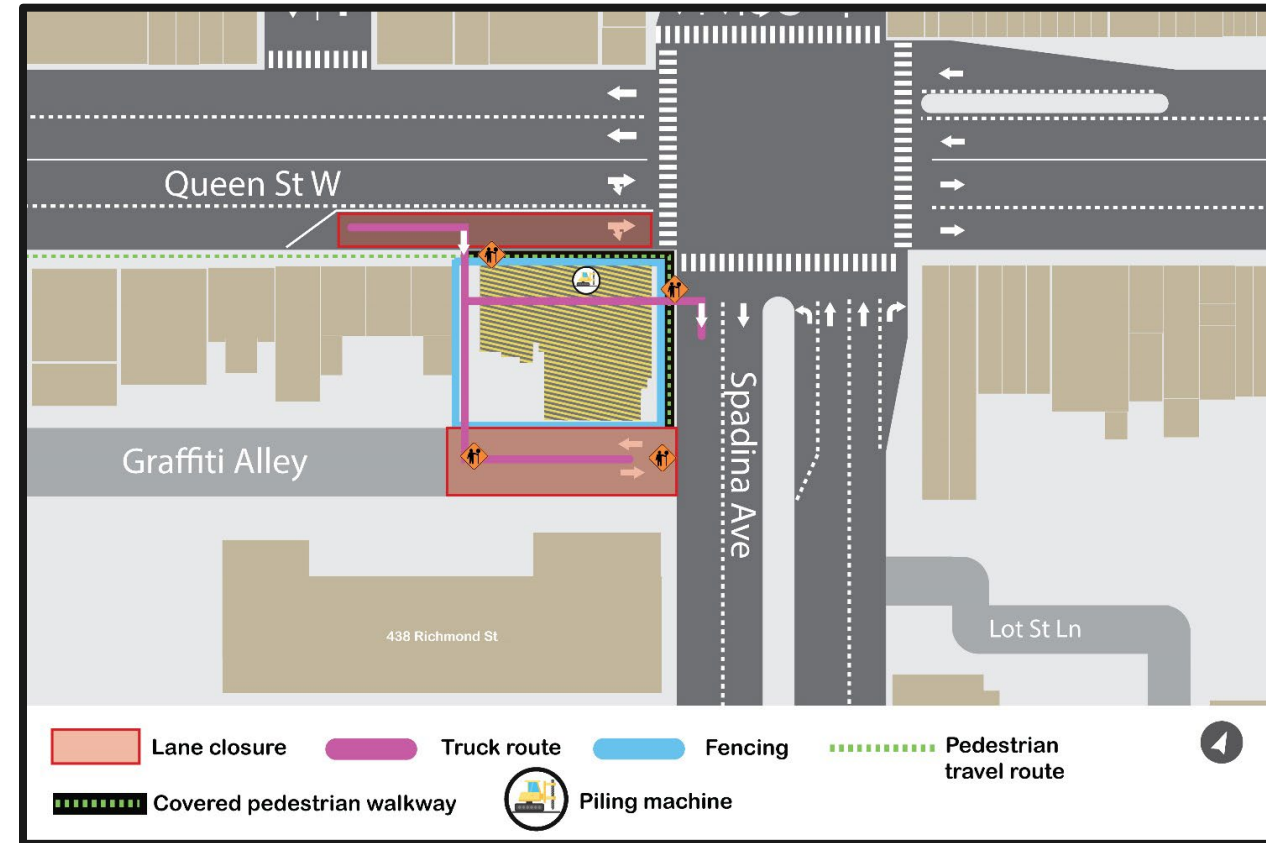 Queen St W
Graffiti Alley
Spadina Ave
438 Richmond St
Lot St Ln
Lane closure
Truck route
Fencing
Pedestrian
travel route
Covered pedestrian walkway
Piling machine